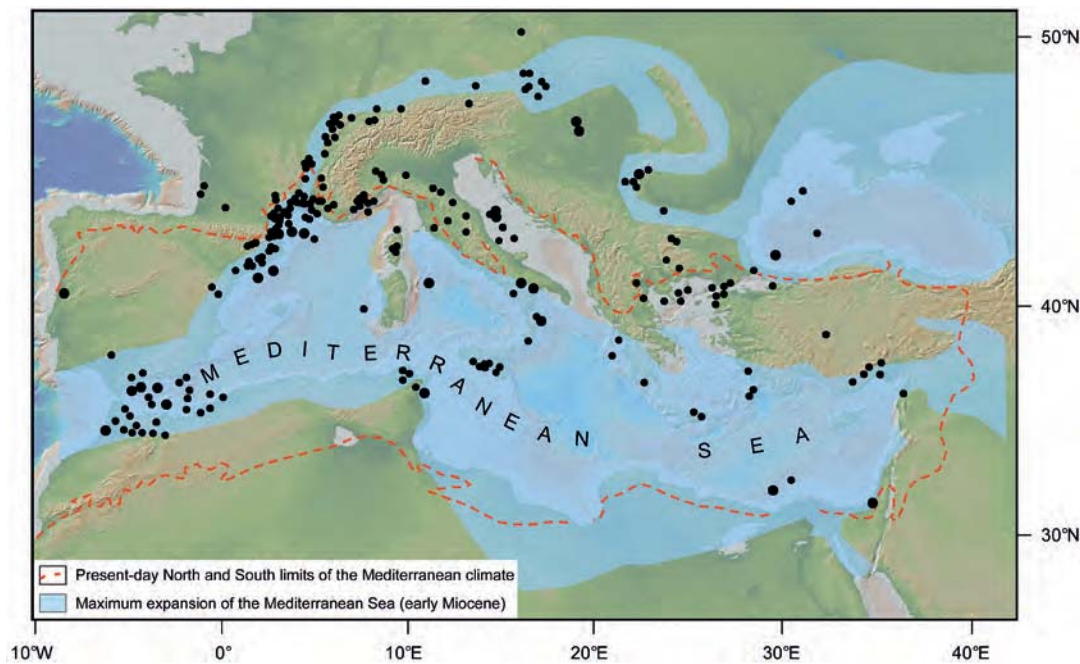 50°N
40°N
30°N
MEDITERRANEAN SEA
Present-day North and South limits of the Mediterranean climate
Maximum expansion of the Mediterranean Sea (early Miocene)
10°W 0°E 10°E 20°E 30°E 40°E